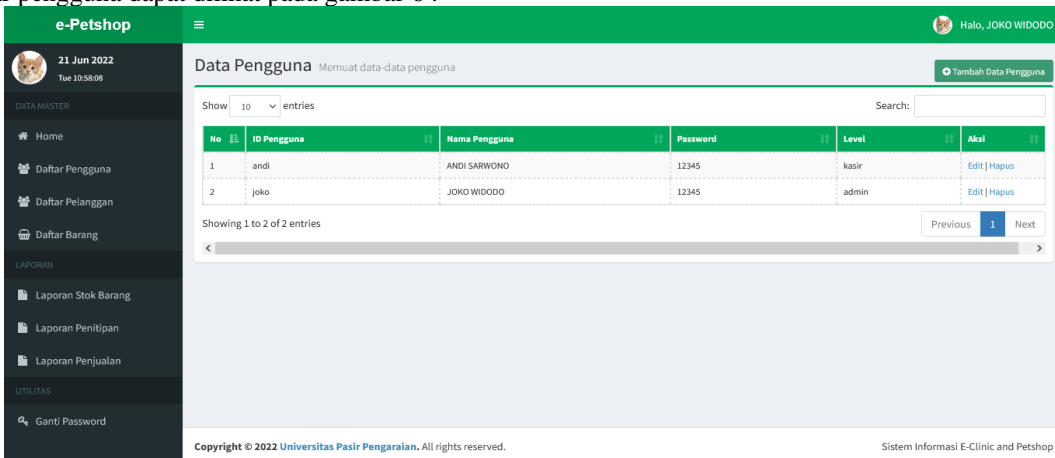 pengguna dapat dilihat pada gambar 6 .
e-Petshop
Halo, JOKO WIDODO
21 Jun 2022
Tue 10:58:08
Data Pengguna Memuat data-data pengguna
Tambah Data Pengguna
DATA MASTER
Home
Daftar Pengguna
Daftar Pelanggan
Daftar Barang
LAPORAN
Laporan Stok Barang
Laporan Penitipan
Laporan Penjualan
UTILITAS
Ganti Password
Show 10 entries
Search:
No ID Pengguna Nama Pengguna Password Level Aksi
1 andi ANDI SARWONO 12345 kasir Edit | Hapus
2 joko JOKO WIDODO 12345 admin Edit | Hapus
Showing 1 to 2 of 2 entries
Previous 1 Next
Copyright © 2022 Universitas Pasir Pengaraian. All rights reserved.
Sistem Informasi E-Clinic and Petshop